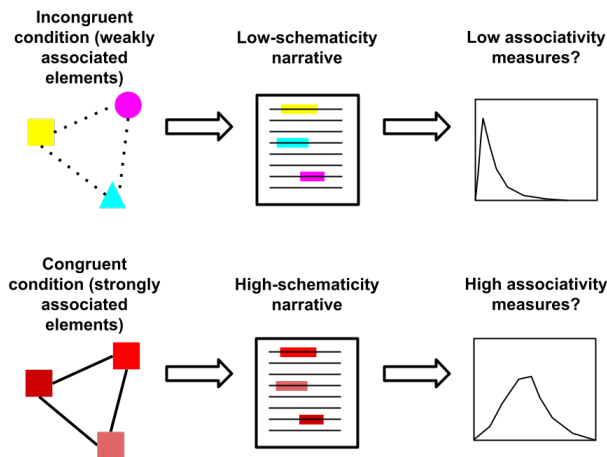 Incongruent
condition (weakly
associated
elements)
Low-schematicity
narrative
Low associativity
measures?
Congruent
condition (strongly
associated
elements)
High-schematicity
narrative
High associativity
measures?